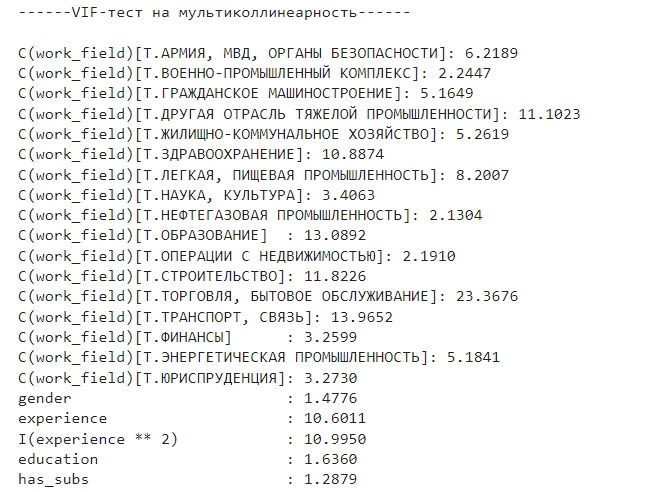 ------VIF-тест на мультиколлинеарность------
C(work_field)[T.АРМИЯ, МВД, ОРГАНЫ БЕЗОПАСНОСТИ]: 6.2189
C(work_field)[T.ВОЕННО-ПРОМЫШЛЕННЫЙ КОМПЛЕКС]: 2.2447
C(work_field)[T.ГРАЖДАНСКОЕ МАШИНОСТРОЕНИЕ]: 5.1649
C(work_field)[T.ДРУГАЯ ОТРАСЛЬ ТЯЖЕЛОЙ ПРОМЫШЛЕННОСТИ]: 11.1023
C(work_field)[T.ЖИЛИЩНО-КОММУНАЛЬНОЕ ХОЗЯЙСТВО]: 5.2619
C(work_field)[T.ЗДРАВООХРАНЕНИЕ]: 10.8874
C(work_field)[T.ЛЕГКАЯ, ПИЩЕВАЯ ПРОМЫШЛЕННОСТЬ]: 8.2007
C(work_field)[T.НАУКА, КУЛЬТУРА]: 3.4063
C(work_field)[T.НЕФТЕГАЗОВАЯ ПРОМЫШЛЕННОСТЬ]: 2.1304
C(work_field)[T.ОБРАЗОВАНИЕ]  : 13.0892
C(work_field)[T.ОПЕРАЦИИ С НЕДВИЖИМОСТЬЮ]: 2.1910
C(work_field)[T.СТРОИТЕЛЬСТВО]: 11.8226
C(work_field)[T.ТОРГОВЛЯ, БЫТОВОЕ ОБСЛУЖИВАНИЕ]: 23.3676
C(work_field)[T.ТРАНСПОРТ, СВЯЗЬ]: 13.9652
C(work_field)[T.ФИНАНСЫ]      : 3.2599
C(work_field)[T.ЭНЕРГЕТИЧЕСКАЯ ПРОМЫШЛЕННОСТЬ]: 5.1841
C(work_field)[T.ЮРИСПРУДЕНЦИЯ]: 3.2730
gender                        : 1.4776
experience                    : 10.6011
I(experience ** 2)            : 10.9950
education                     : 1.6360
has_subs                      : 1.2879